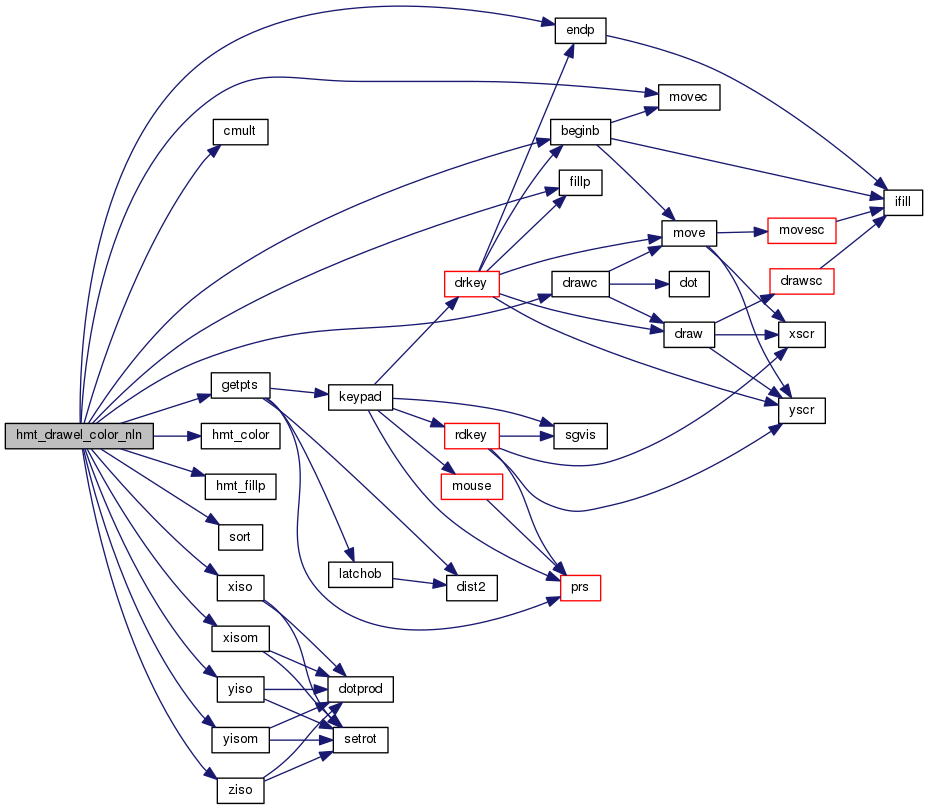 endp
movec
cmult
beginb
fillp
ifill
move
movesc
drkey
drawc
dot
drawsc
draw
xscr
getpts
keypad
yscr
hmt_drawel_color_nln
hmt_color
rdkey
sgvis
hmt_fillp
mouse
sort
latchob
xiso
dist2
prs
xisom
yiso
dotprod
yisom
setrot
ziso